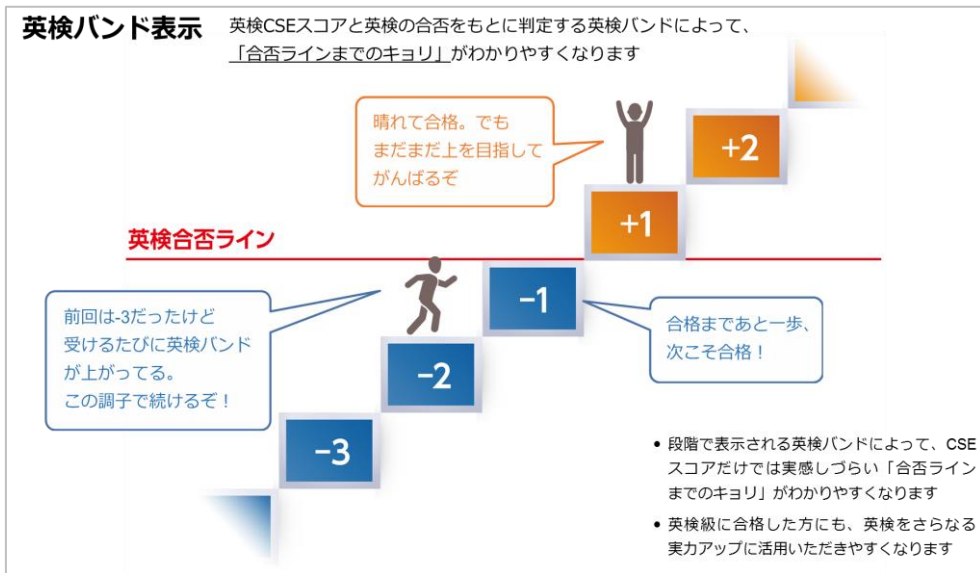 英検バンド表示
英検CSEスコアと英検の合否をもとに判定する英検バンドによって、
「合否ラインまでのキョリ」がわかりやすくなります
晴れて合格。でも
まだまだ上を目指して
がんばるぞ
+2
+1
英検合否ライン
前回は-3だったけど
受けるたびに英検バンド
が上がってる。
この調子で続けるぞ！
−1
合格まであと一歩、
次こそ合格！
−2
−3
• 段階で表示される英検バンドによって、CSE
スコアだけでは実感しづらい「合否ライン
までのキョリ」がわかりやすくなります
• 英検級に合格した方にも、英検をさらなる
実力アップに活用いただきやすくなります